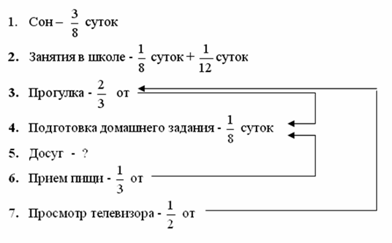 1. Сон – 3/8 суток
2. Занятия в школе - 1/8 суток + 1/12 суток
3. Прогулка - 2/3 от
4. Подготовка домашнего задания - 1/8 суток
5. Досуг - ?
6. Прием пищи - 1/3 от
7. Просмотр телевизора - 1/2 от